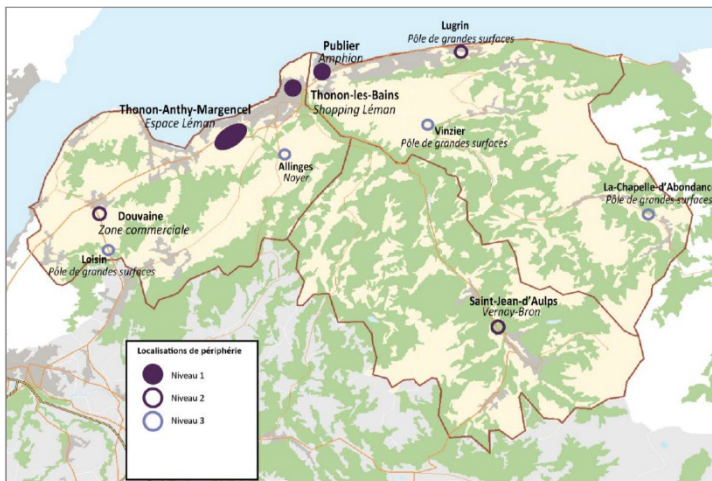 Lugrin
Pôle de grandes surfaces
Publier
Amphion
Thonon-Anthy-Margencel
Espace Léman
Thonon-les-Bains
Shopping Léman
Vinzier
Pôle de grandes surfaces
Allinges
Noyer
La-Chapelle-d'Abondance
Pôle de grandes surfaces
Douvaine
Zone commerciale
Loisin
Pôle de grandes surfaces
Saint-Jean-d'Aulps
Vernay-Bron
Localisations de périphérie
Niveau 1
Niveau 2
Niveau 3